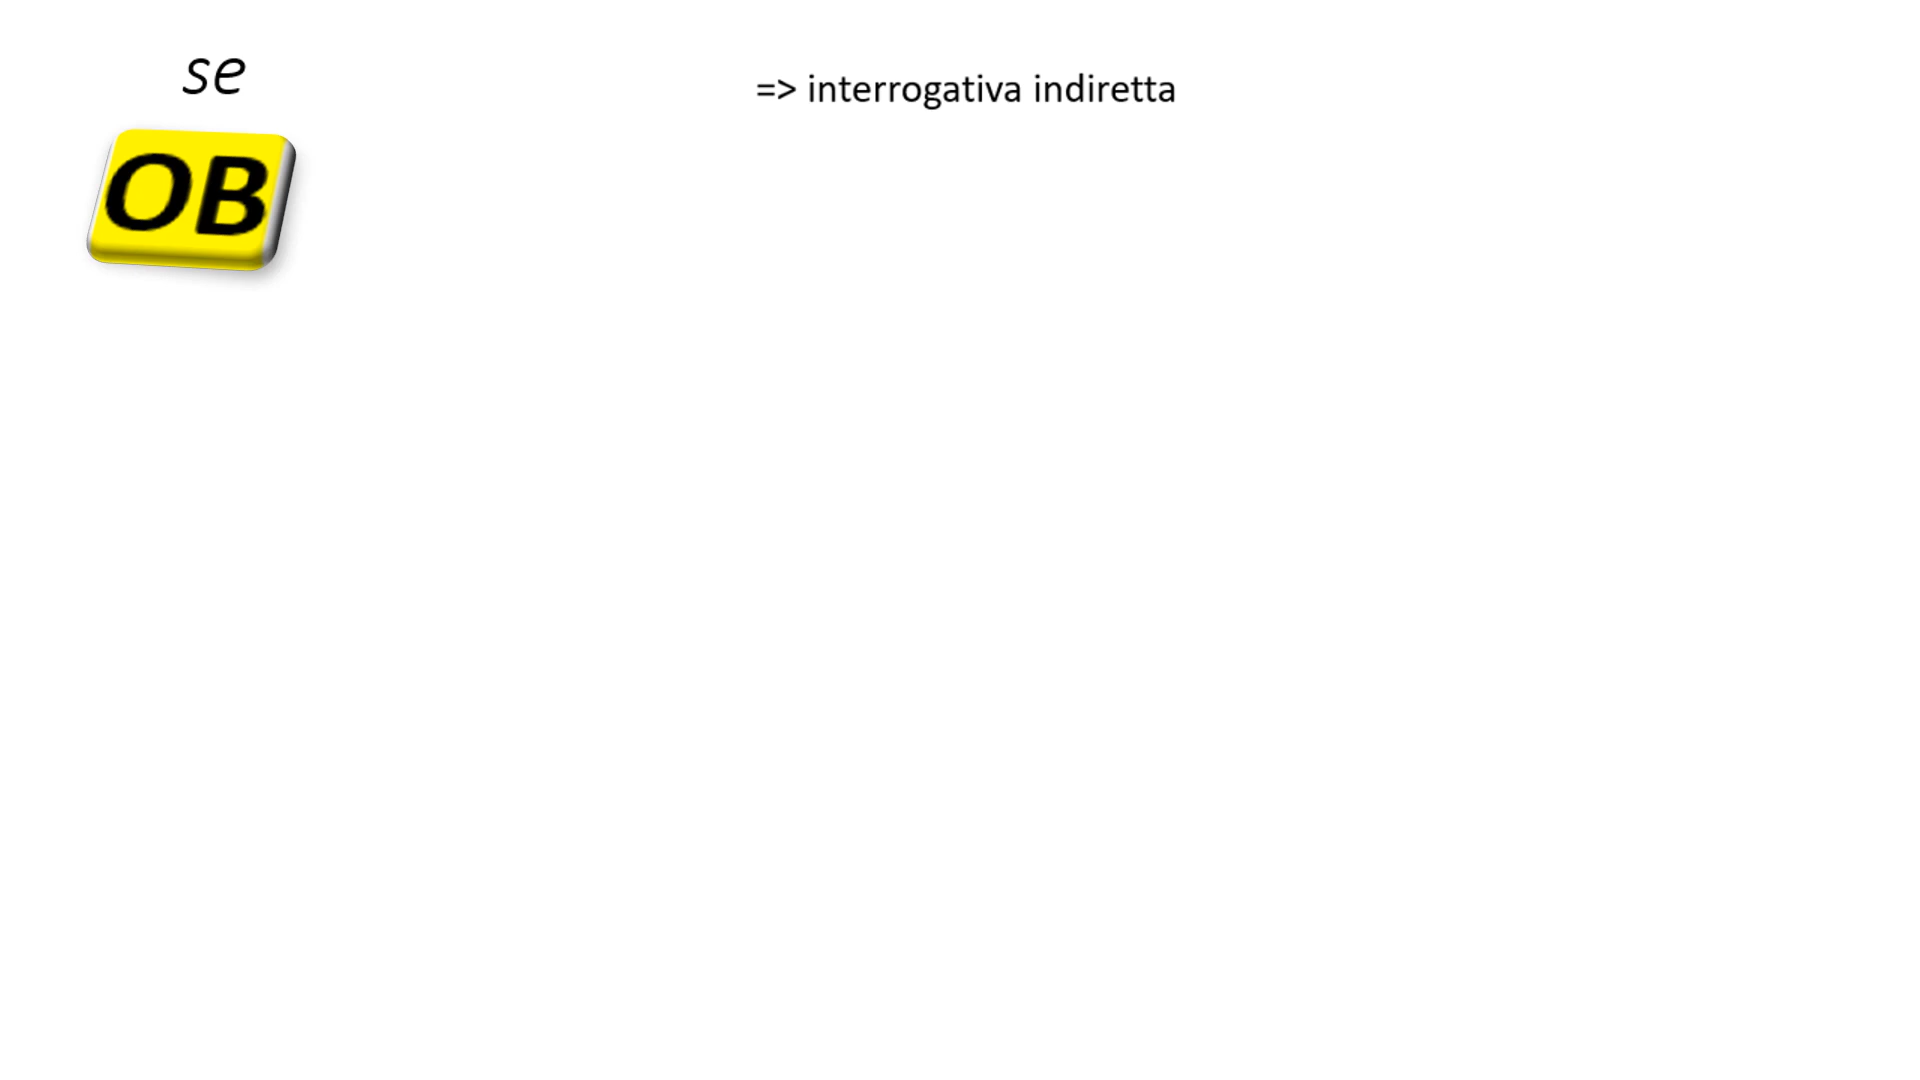 se
=> interrogativa indiretta
OB